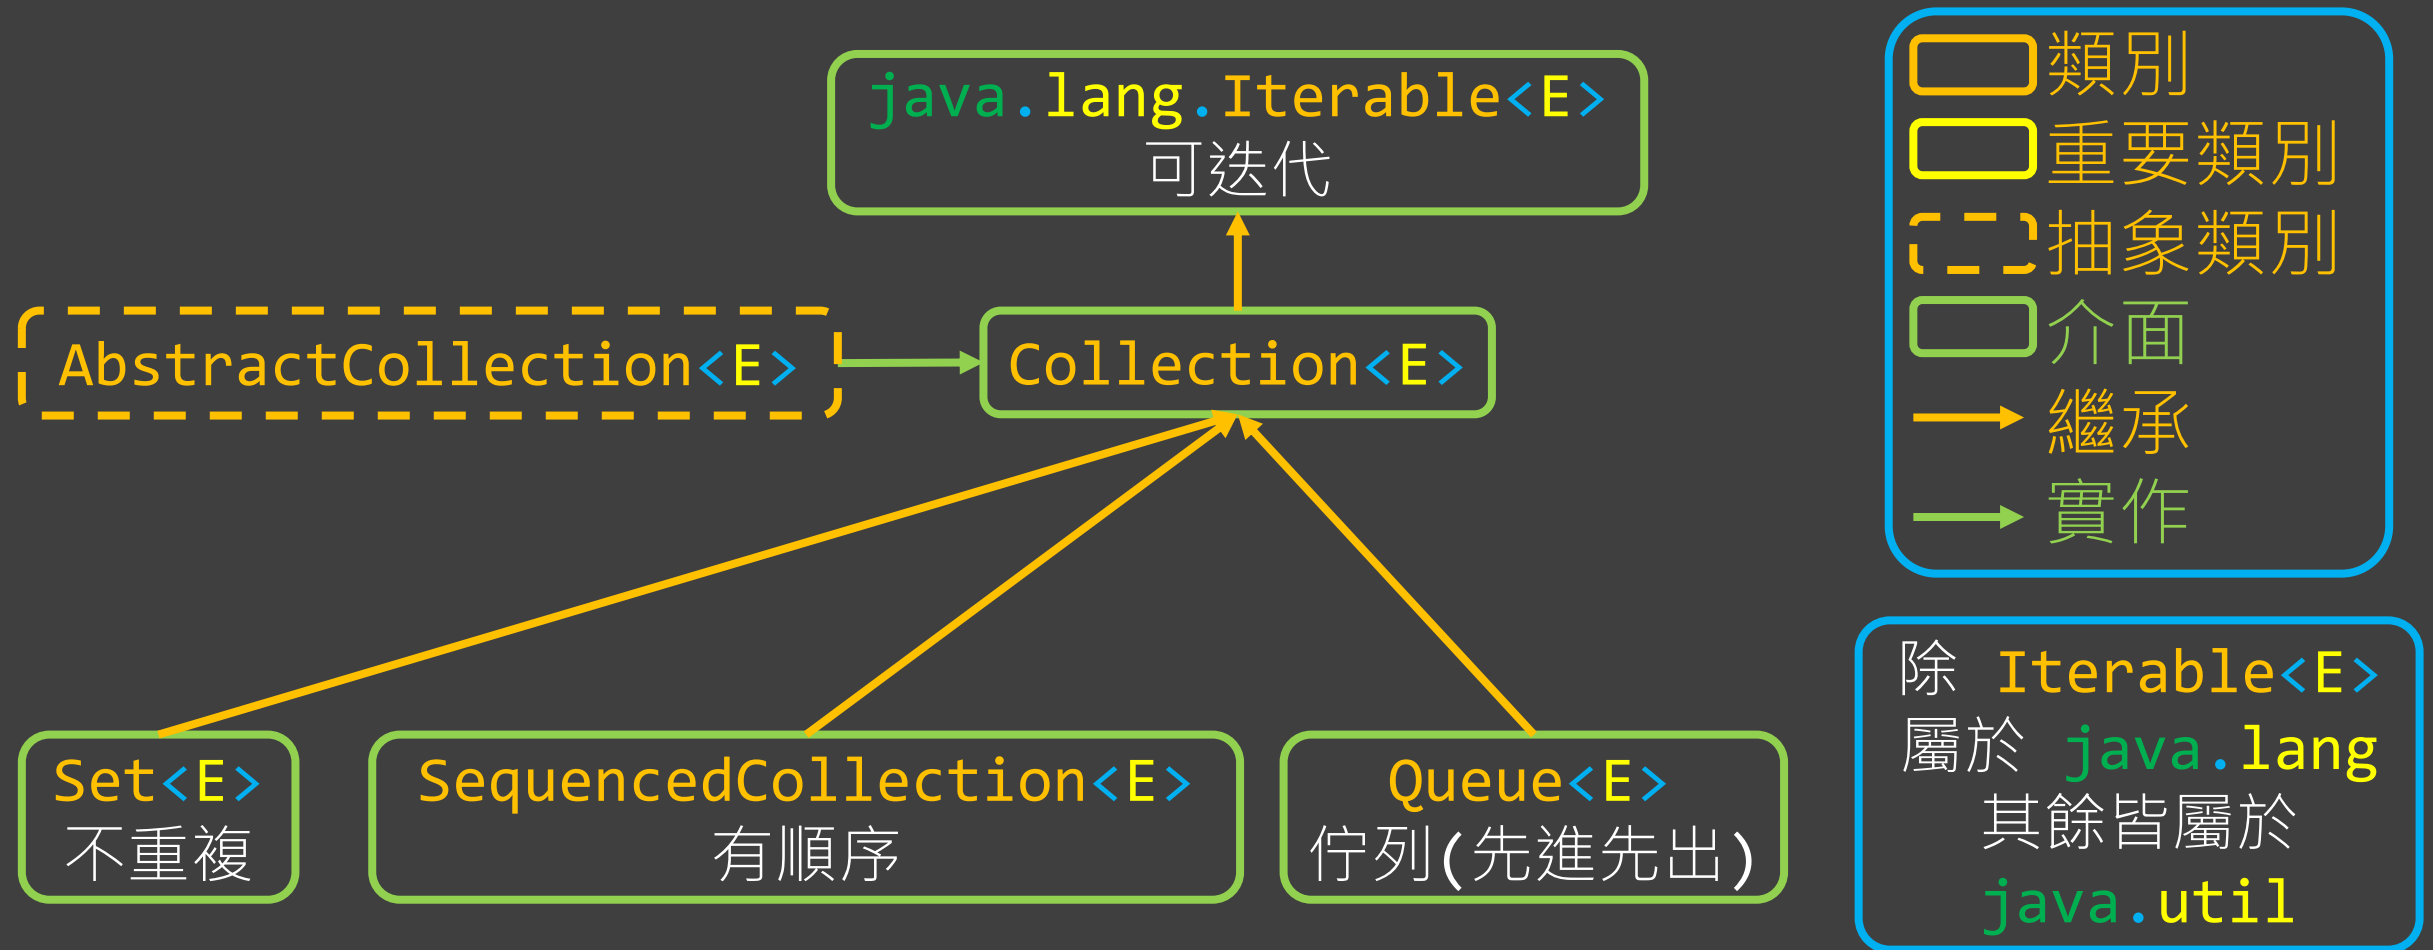 java.lang.Iterable<E>
可迭代
AbstractCollection<E>
Collection<E>
Set<E>
不重複
SequencedCollection<E>
有順序
Queue<E>
佇列(先進先出)
類別
重要類別
抽象類別
介面
繼承
實作
除 Iterable<E>
屬於 java.lang
其餘皆屬於
java.util